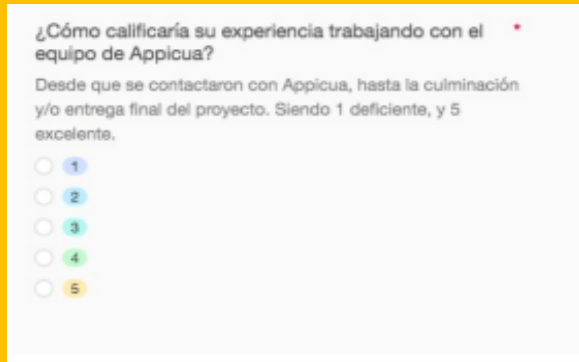 ¿Cómo calificaría su experiencia trabajando con el *
equipo de Appicua?
Desde que se contactaron con Appicua, hasta la culminación
y/o entrega final del proyecto. Siendo 1 deficiente, y 5
excelente.
1
2
3
4
5